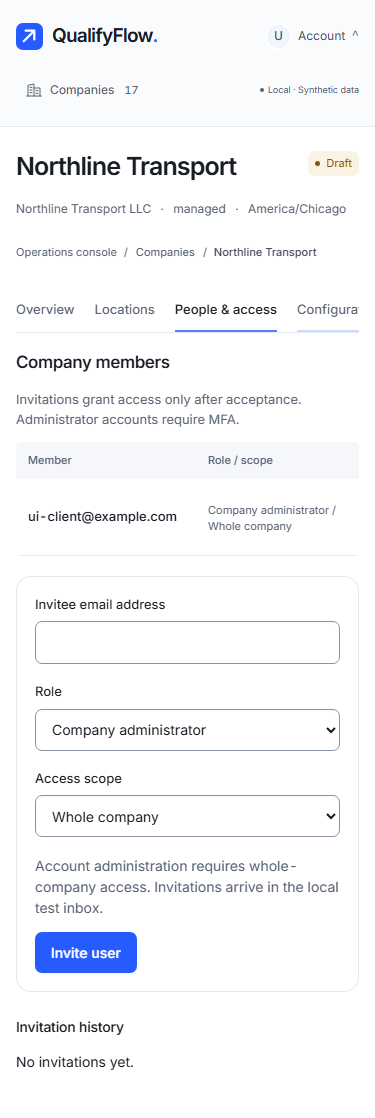 QualifyFlow.
U Account ^
Companies 17
• Local · Synthetic data
Northline Transport
• Draft
Northline Transport LLC · managed · America/Chicago
Operations console / Companies / Northline Transport
Overview Locations People & access Configurat
Company members
Invitations grant access only after acceptance.
Administrator accounts require MFA.
Member Role / scope
ui-client@example.com
Company administrator /
Whole company
Invitee email address
Role
Company administrator
Access scope
Whole company
Account administration requires whole-
company access. Invitations arrive in the local
test inbox.
Invite user
Invitation history
No invitations yet.